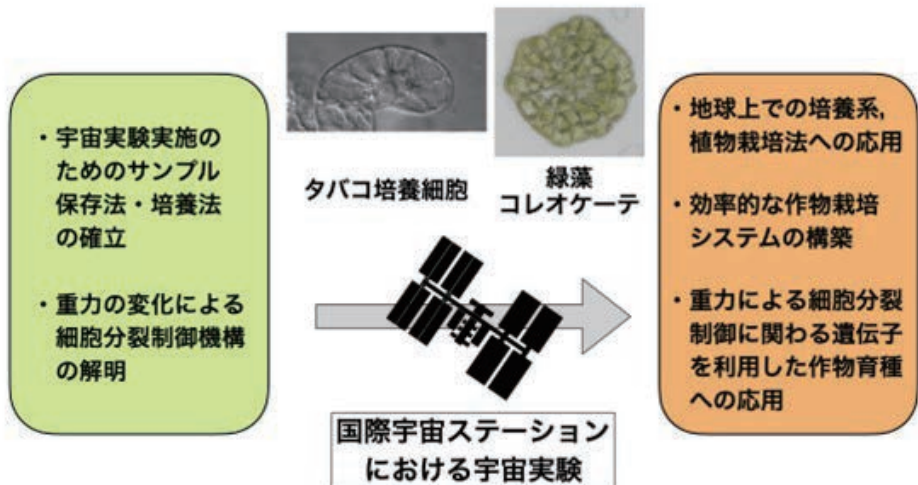 ・宇宙実験実施の
ためのサンプル
保存法・培養法
の確立
・重力の変化による
細胞分裂制御機構
の解明
タバコ培養細胞
緑藻
コレオケーテ
国際宇宙ステーション
における宇宙実験
・地球上での培養系,
植物栽培法への応用
・効率的な作物栽培
システムの構築
・重力による細胞分裂
制御に関わる遺伝子
を利用した作物育種
への応用